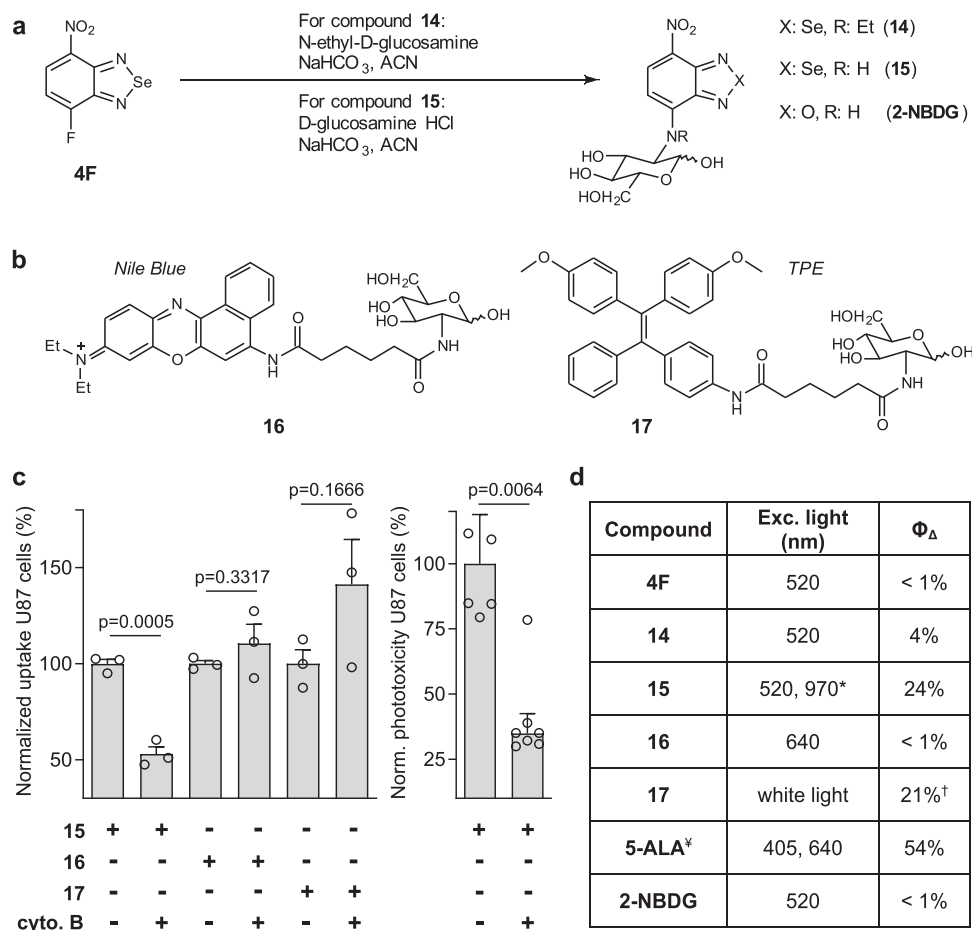 a
NO2
N
Se
N
F
4F
For compound 14:
N-ethyl-D-glucosamine
NaHCO3, ACN
For compound 15:
D-glucosamine HCl
NaHCO3, ACN
NO2
N
X
N
NR
HO
HO
HOH2C
O
OH
X: Se, R: Et (14)
X: Se, R: H (15)
X: O, R: H (2-NBDG)
b
Nile Blue
N
O
Et
N
+
Et
N
H
O
O
NH
HOH2C
HO
HO
O
OH
16
O
O
TPE
N
H
O
O
NH
HOH2C
HO
HO
O
OH
17
c
Normalized uptake U87 cells (%)
150
100
50
p=0.0005
p=0.3317
p=0.1666
15 + + - - - -
16 - - + + - -
17 - - - - + +
cyto. B - + - + - +
Norm. phototoxicity U87 cells (%)
100
75
50
25
p=0.0064
+ +
- -
- -
- +
d
Compound Exc. light (nm) ΦΔ
4F 520 < 1%
14 520 4%
15 520, 970* 24%
16 640 < 1%
17 white light 21%†
5-ALA¥ 405, 640 54%
2-NBDG 520 < 1%